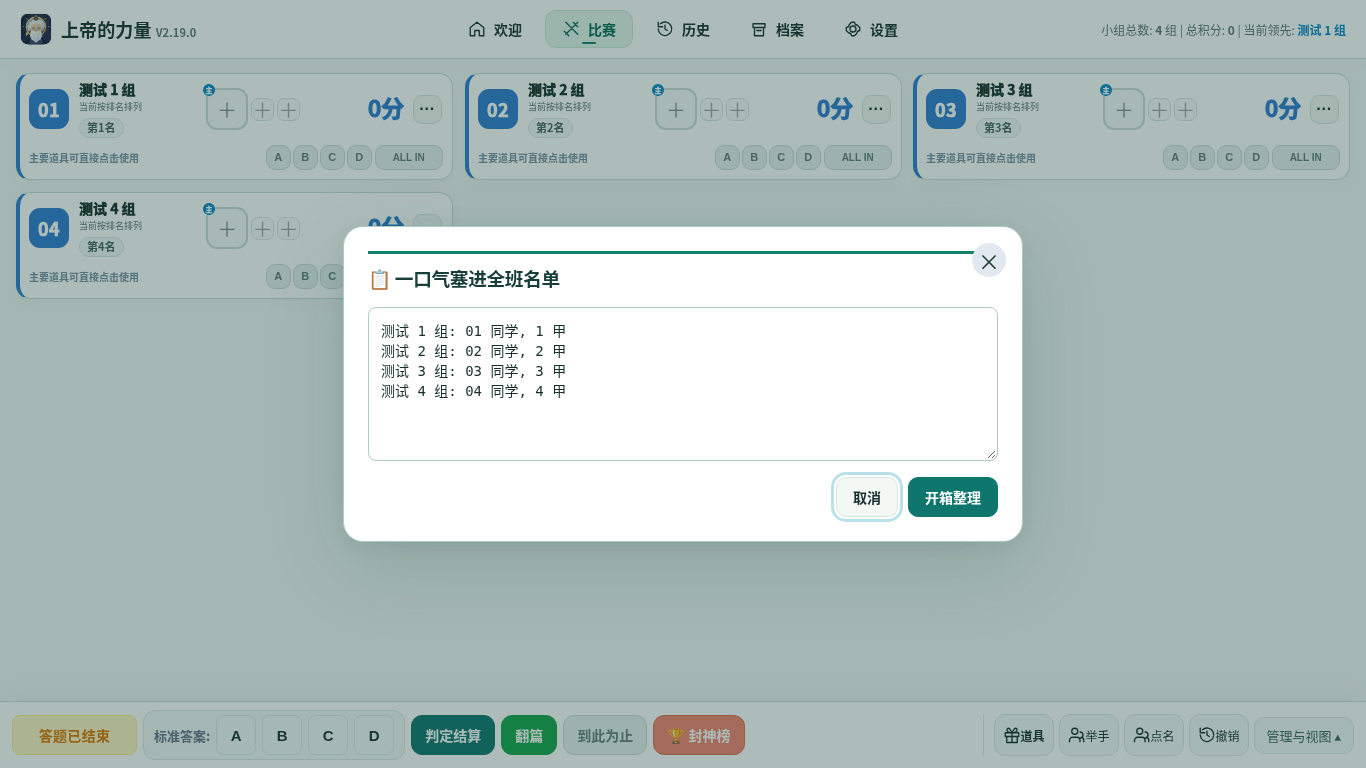 上帝的力量 V2.19.0
欢迎
比赛
历史
档案
设置
小组总数: 4 组 | 总积分: 0 | 当前领先: 测试 1 组
01
测试 1 组
当前按排名排列
第1名
主
0分
主要道具可直接点击使用
A B C D ALL IN
02
测试 2 组
当前按排名排列
第2名
主
0分
主要道具可直接点击使用
A B C D ALL IN
03
测试 3 组
当前按排名排列
第3名
主
0分
主要道具可直接点击使用
A B C D ALL IN
04
测试 4 组
当前按排名排列
第4名
主
0分
主要道具可直接点击使用
A B C
📋 一口气塞进全班名单
测试 1 组: 01 同学, 1 甲
测试 2 组: 02 同学, 2 甲
测试 3 组: 03 同学, 3 甲
测试 4 组: 04 同学, 4 甲
取消
开箱整理
答题已结束
标准答案: A B C D
判定结算
翻篇
到此为止
🏆 封神榜
道具
举手
点名
撤销
管理与视图 ▴